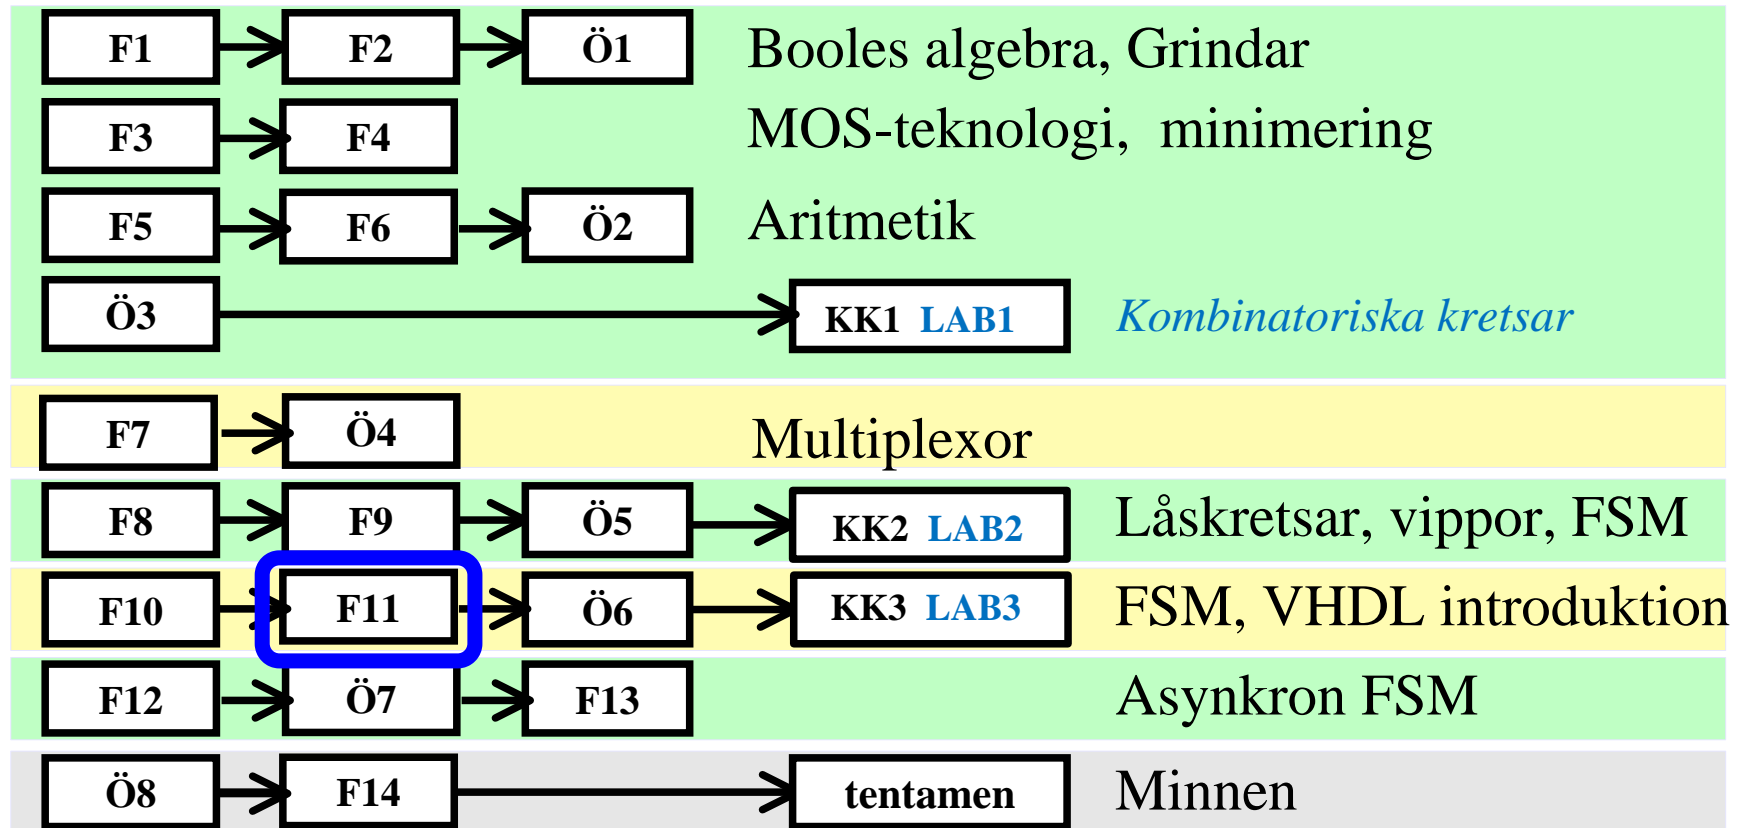 F1 F2 Ö1 Booles algebra, Grindar
F3 F4 MOS-teknologi, minimering
F5 F6 Ö2 Aritmetik
Ö3 KK1 LAB1 Kombinatoriska kretsar
F7 Ö4 Multiplexor
F8 F9 Ö5 KK2 LAB2 Låskretsar, vippor, FSM
F10 F11 Ö6 KK3 LAB3 FSM, VHDL introduktion
F12 Ö7 F13 Asynkron FSM
Ö8 F14 tentamen Minnen